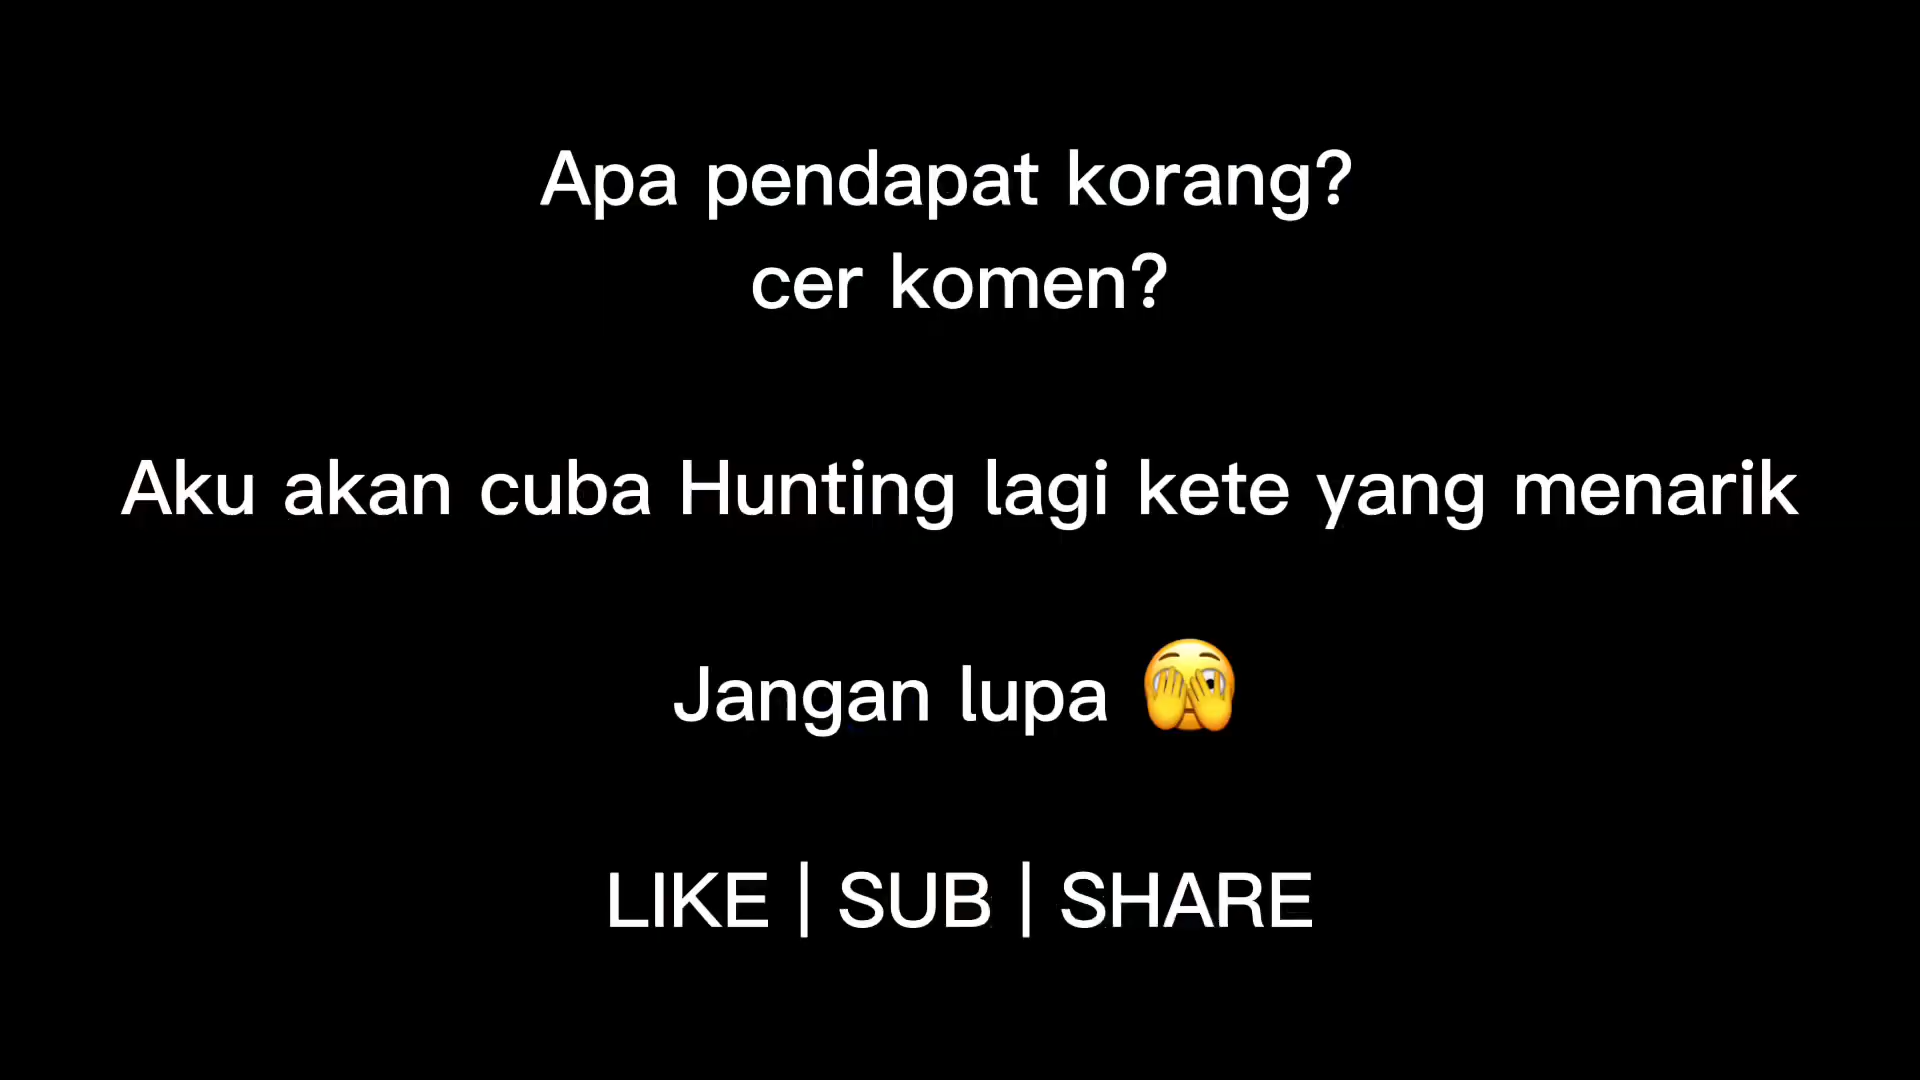 Apa pendapat korang?
cer komen?
Aku akan cuba Hunting lagi kete yang menarik
Jangan lupa 🫣
LIKE | SUB | SHARE